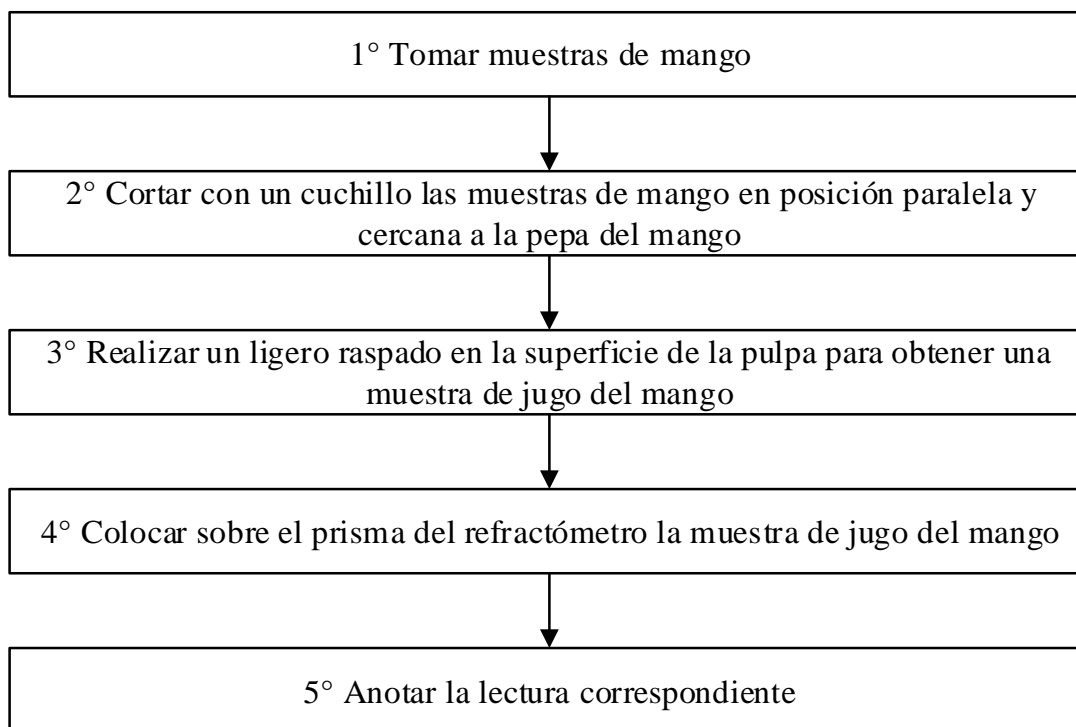 1° Tomar muestras de mango
2° Cortar con un cuchillo las muestras de mango en posición paralela y
cercana a la pepa del mango
3° Realizar un ligero raspado en la superficie de la pulpa para obtener una
muestra de jugo del mango
4° Colocar sobre el prisma del refractómetro la muestra de jugo del mango
5° Anotar la lectura correspondiente